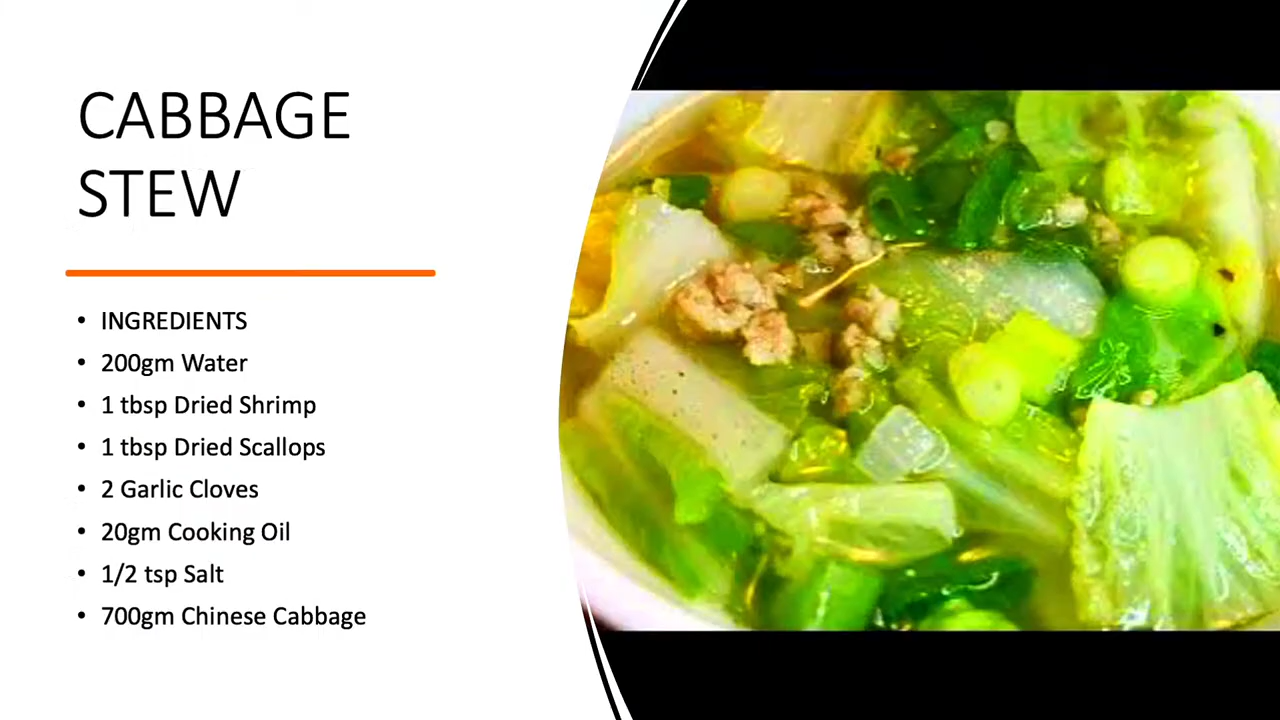 CABBAGE
STEW
• INGREDIENTS
• 200gm Water
• 1 tbsp Dried Shrimp
• 1 tbsp Dried Scallops
• 2 Garlic Cloves
• 20gm Cooking Oil
• 1/2 tsp Salt
• 700gm Chinese Cabbage